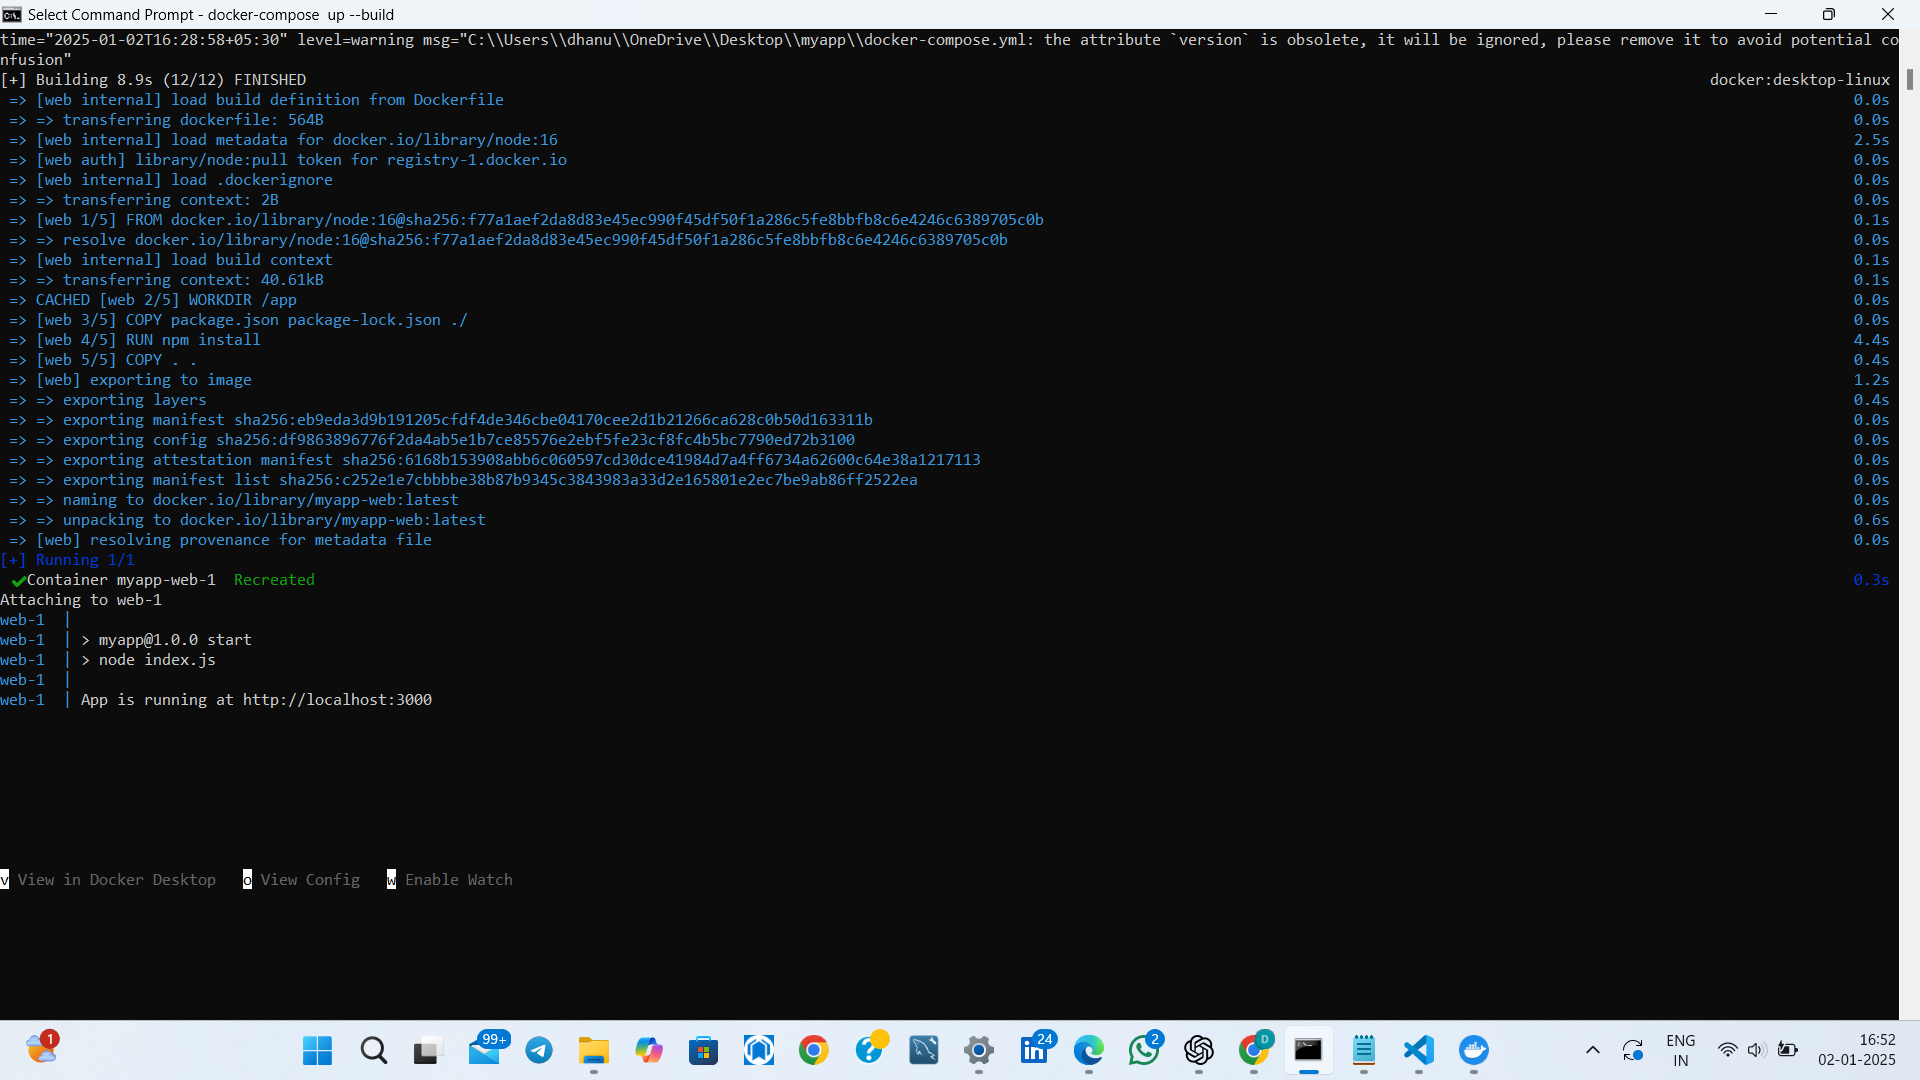 Select Command Prompt - docker-compose  up --build
time="2025-01-02T16:28:58+05:30" level=warning msg="C:\\Users\\dhanu\\OneDrive\\Desktop\\myapp\\docker-compose.yml: the attribute `version` is obsolete, it will be ignored, please remove it to avoid potential co
nfusion"
[+] Building 8.9s (12/12) FINISHED docker:desktop-linux
=> [web internal] load build definition from Dockerfile 0.0s
=> => transferring dockerfile: 564B 0.0s
=> [web internal] load metadata for docker.io/library/node:16 2.5s
=> [web auth] library/node:pull token for registry-1.docker.io 0.0s
=> [web internal] load .dockerignore 0.0s
=> => transferring context: 2B 0.0s
=> [web 1/5] FROM docker.io/library/node:16@sha256:f77a1aef2da8d83e45ec990f45df50f1a286c5fe8bbfb8c6e4246c6389705c0b 0.1s
=> => resolve docker.io/library/node:16@sha256:f77a1aef2da8d83e45ec990f45df50f1a286c5fe8bbfb8c6e4246c6389705c0b 0.0s
=> [web internal] load build context 0.1s
=> => transferring context: 40.61kB 0.1s
=> CACHED [web 2/5] WORKDIR /app 0.0s
=> [web 3/5] COPY package.json package-lock.json ./ 0.0s
=> [web 4/5] RUN npm install 4.4s
=> [web 5/5] COPY . . 0.4s
=> [web] exporting to image 1.2s
=> => exporting layers 0.4s
=> => exporting manifest sha256:eb9eda3d9b191205cfdf4de346cbe04170cee2d1b21266ca628c0b50d163311b 0.0s
=> => exporting config sha256:df9863896776f2da4ab5e1b7ce85576e2ebf5fe23cf8fc4b5bc7790ed72b3100 0.0s
=> => exporting attestation manifest sha256:6168b153908abb6c060597cd30dce41984d7a4ff6734a62600c64e38a1217113 0.0s
=> => exporting manifest list sha256:c252e1e7cbbbbe38b87b9345c3843983a33d2e165801e2ec7be9ab86ff2522ea 0.0s
=> => naming to docker.io/library/myapp-web:latest 0.0s
=> => unpacking to docker.io/library/myapp-web:latest 0.6s
=> [web] resolving provenance for metadata file 0.0s
[+] Running 1/1
✔Container myapp-web-1  Recreated 0.3s
Attaching to web-1
web-1  |
web-1  | > myapp@1.0.0 start
web-1  | > node index.js
web-1  |
web-1  | App is running at http://localhost:3000
v View in Docker Desktop   o View Config   w Enable Watch
1
99+
24
2
D
ENG
IN
16:52
02-01-2025